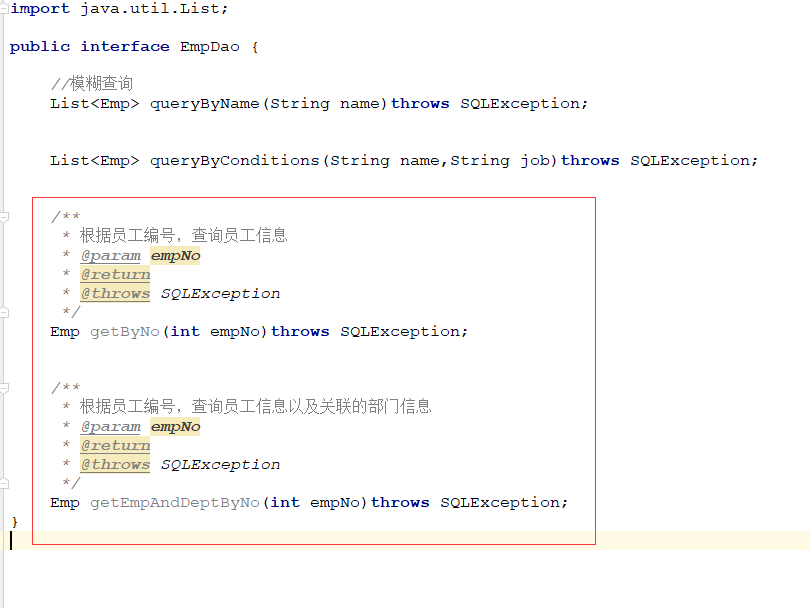 import java.util.List;
public interface EmpDao {
//模糊查询
List<Emp> queryByName(String name)throws SQLException;
List<Emp> queryByConditions(String name,String job)throws SQLException;
/**
* 根据员工编号，查询员工信息
* @param empNo
* @return
* @throws SQLException
*/
Emp getByNo(int empNo)throws SQLException;
/**
* 根据员工编号，查询员工信息以及关联的部门信息
* @param empNo
* @return
* @throws SQLException
*/
Emp getEmpAndDeptByNo(int empNo)throws SQLException;
}